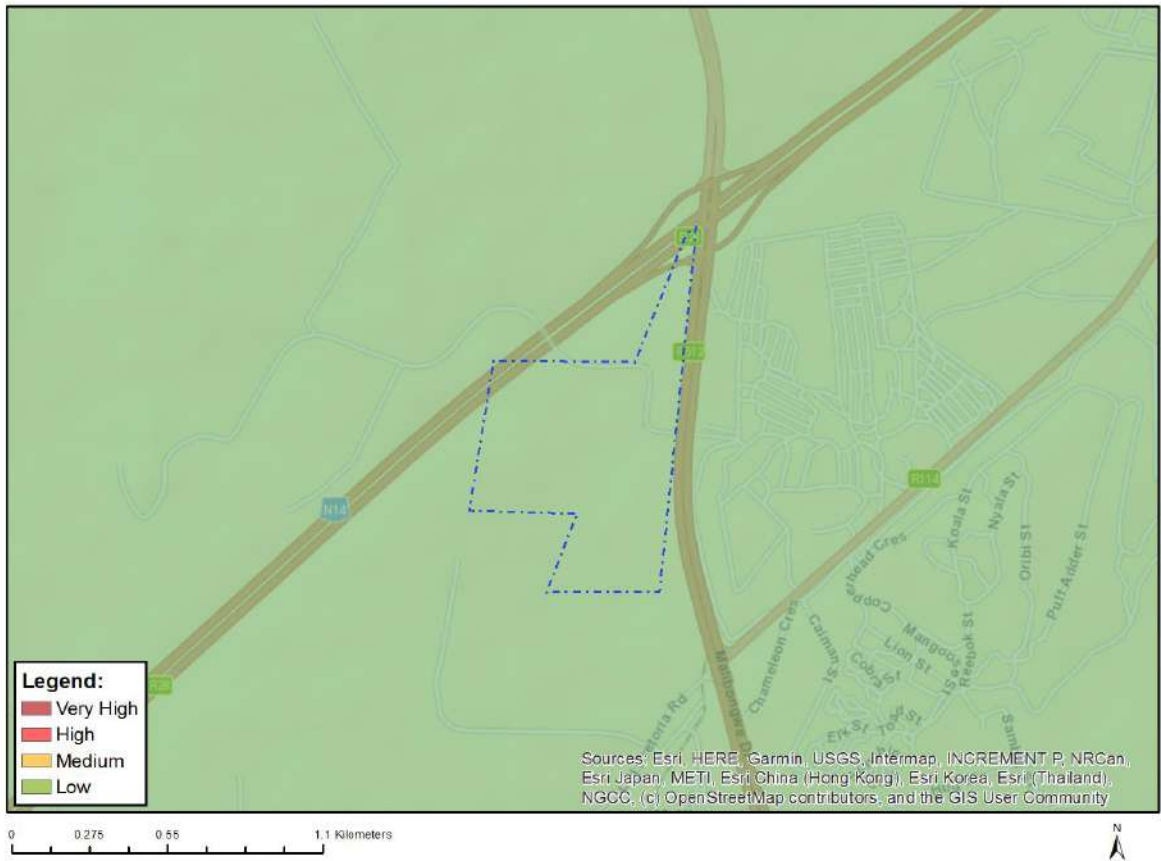 R114
N14
Koala St
Nyala St
Oribi St
Puff Adder St
Caiman St
Chameleon Cres
Lion St
Cobra St
Reebok St
Toad St
Elk St
Legend:
Very High
High
Medium
Low
Sources: Esri, HERE, Garmin, USGS, Intermap, INCREMENT P, NRCan,
Esri Japan, METI, Esri China (Hong Kong), Esri Korea, Esri (Thailand),
NGCC, (c) OpenStreetMap contributors, and the GIS User Community
0 0.275 0.55 1.1 Kilometers
N